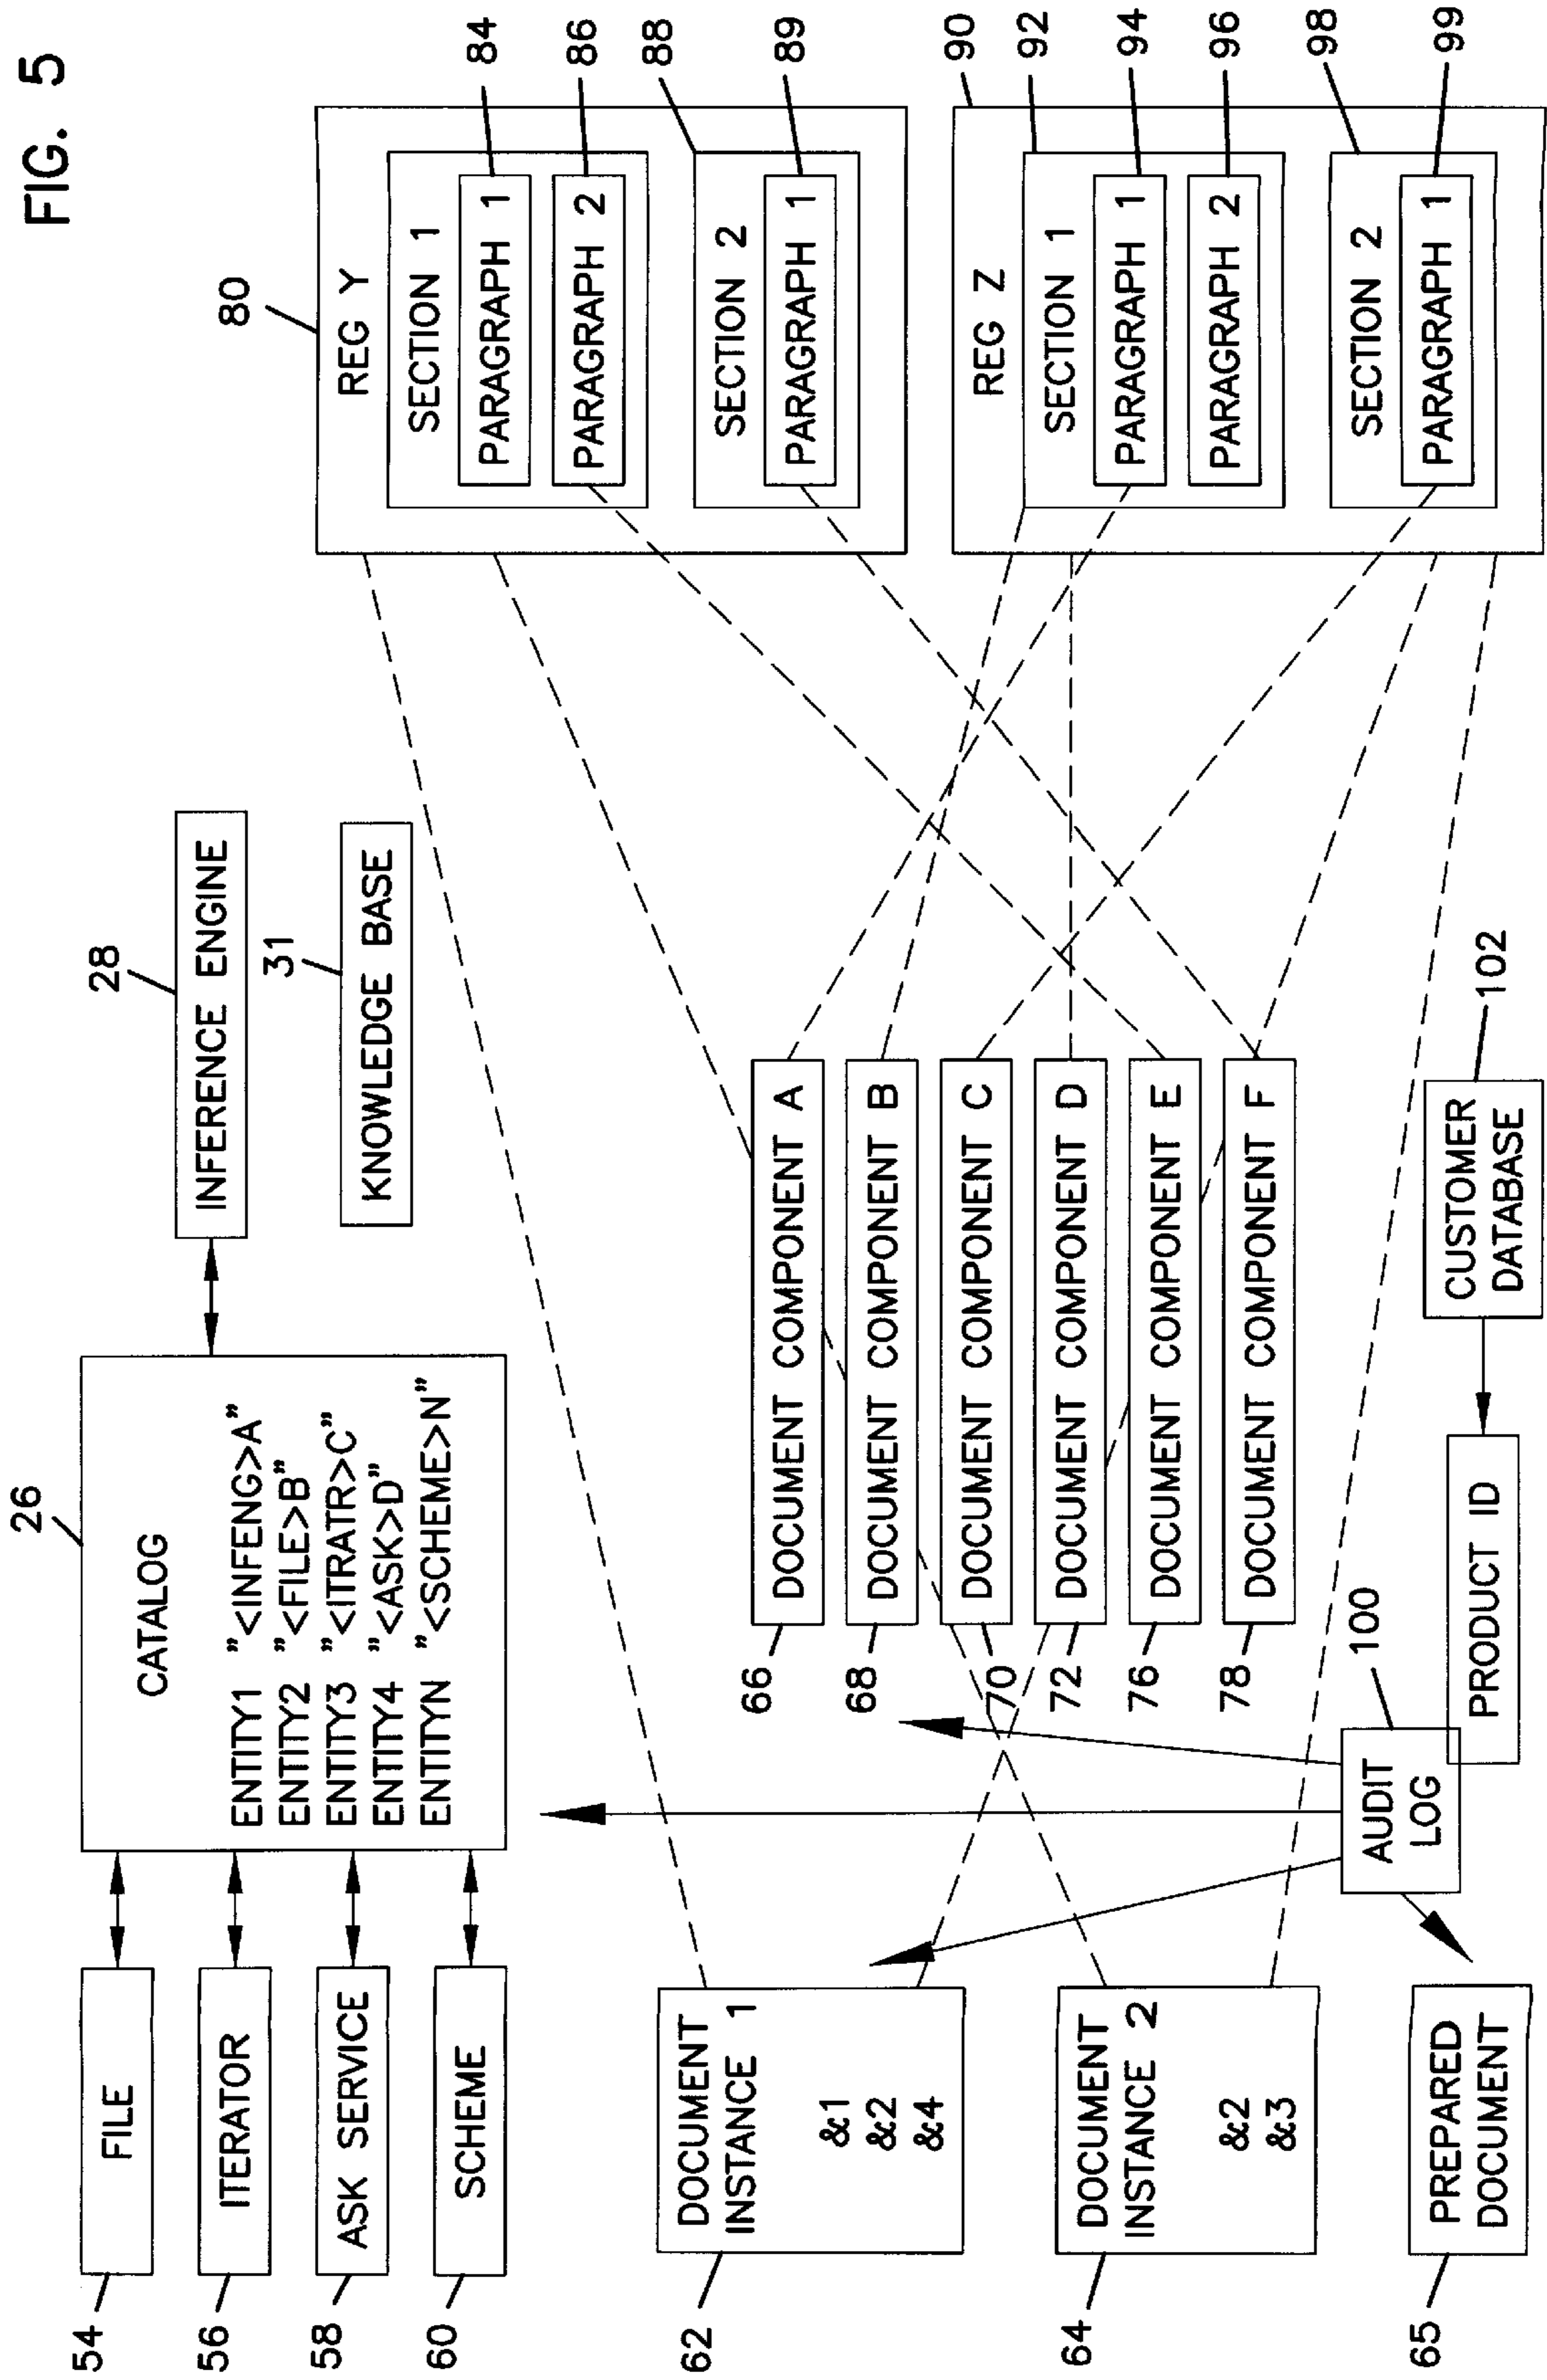 FIG. 5
54
FILE
56
ITERATOR
58
ASK SERVICE
60
SCHEME
26
CATALOG
ENTITY1 "<INFENG>A"
ENTITY2 "<FILE>B"
ENTITY3 "<ITRATR>C"
ENTITY4 "<ASK>D"
ENTITYN "<SCHEME>N"
28
INFERENCE ENGINE
31
KNOWLEDGE BASE
62
DOCUMENT
INSTANCE 1
&1
&2
&4
64
DOCUMENT
INSTANCE 2
&2
&3
65
PREPARED
DOCUMENT
66
DOCUMENT COMPONENT A
68
DOCUMENT COMPONENT B
70
DOCUMENT COMPONENT C
72
DOCUMENT COMPONENT D
76
DOCUMENT COMPONENT E
78
DOCUMENT COMPONENT F
100
AUDIT
LOG
PRODUCT ID
102
CUSTOMER
DATABASE
80
REG Y
SECTION 1
PARAGRAPH 1
84
PARAGRAPH 2
86
88
SECTION 2
PARAGRAPH 1
89
90
REG Z
92
SECTION 1
PARAGRAPH 1
94
PARAGRAPH 2
96
98
SECTION 2
PARAGRAPH 1
99